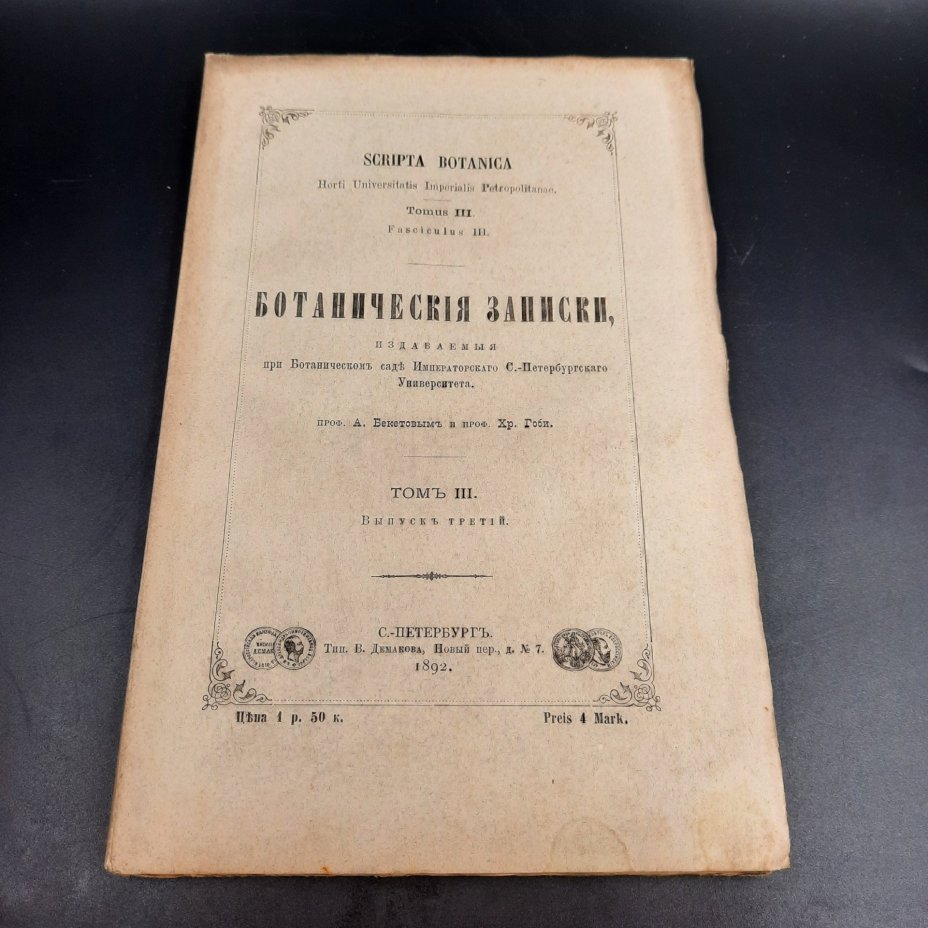 SCRIPTA BOTANICA
Horti Universitatis Imperialis Petropolitanae.
Tomus III.
Fasciculus III.
БОТАНИЧЕСКІЯ ЗАПИСКИ,
ИЗДАВАЕМЫЯ
при Ботаническомъ садѣ Императорскаго С.-Петербургскаго
Университета.
проф. А. Бекетовымъ и проф. Хр. Гоби.
ТОМЪ III.
Выпускъ третій.
С.-ПЕТЕРБУРГЪ.
Тип. В. Демакова, Новый пер., д. № 7.
1892.
Цѣна 1 р. 50 к.
Preis 4 Mark.